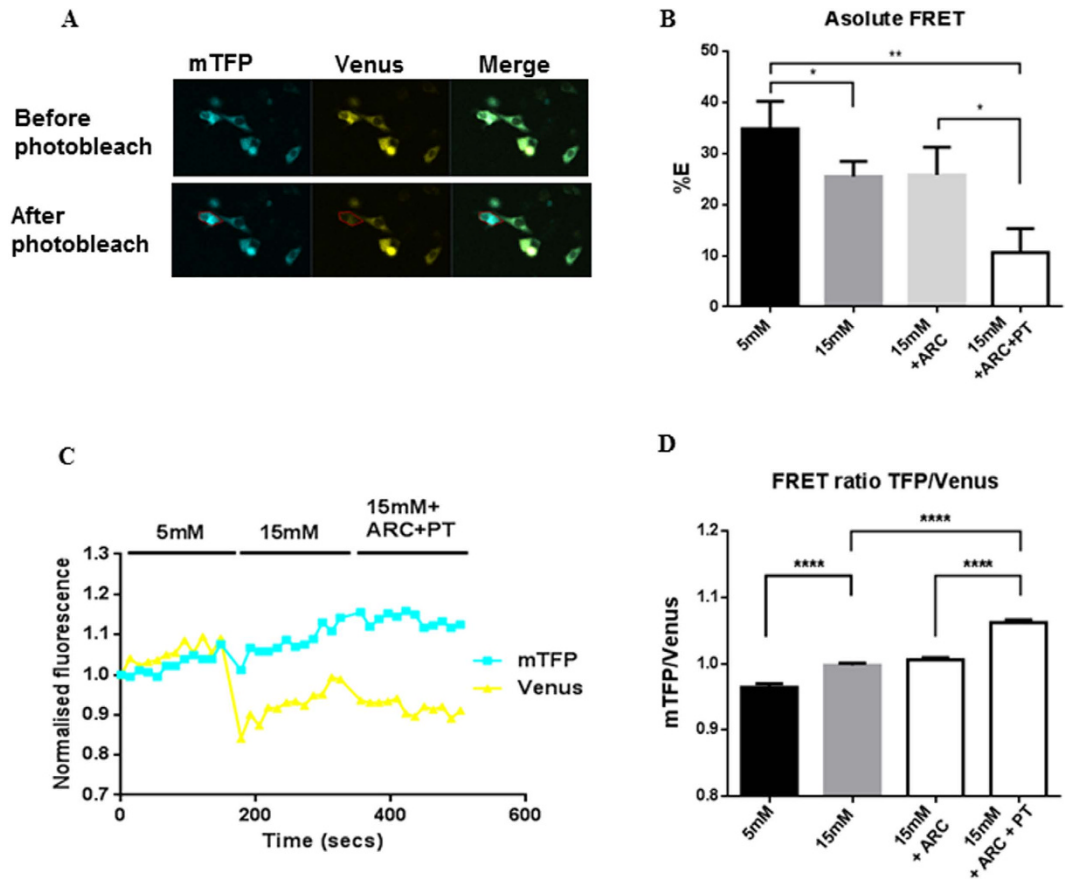 A
mTFP Venus Merge
Before
photobleach
After
photobleach
B
Asolute FRET
50
40
30
20
10
0
%E
*
**
*
5mM
15mM
15mM
+ARC
15mM
+ARC+PT
C
5mM
15mM
15mM+
ARC+PT
Normalised fluorescence
1.3
1.2
1.1
1.0
0.9
0.8
0.7
0
200
400
600
Time (secs)
mTFP
Venus
D
FRET ratio TFP/Venus
mTFP/Venus
1.2
1.1
1.0
0.9
0.8
****
****
****
5mM
15mM
15mM
+ ARC
15mM
+ ARC + PT